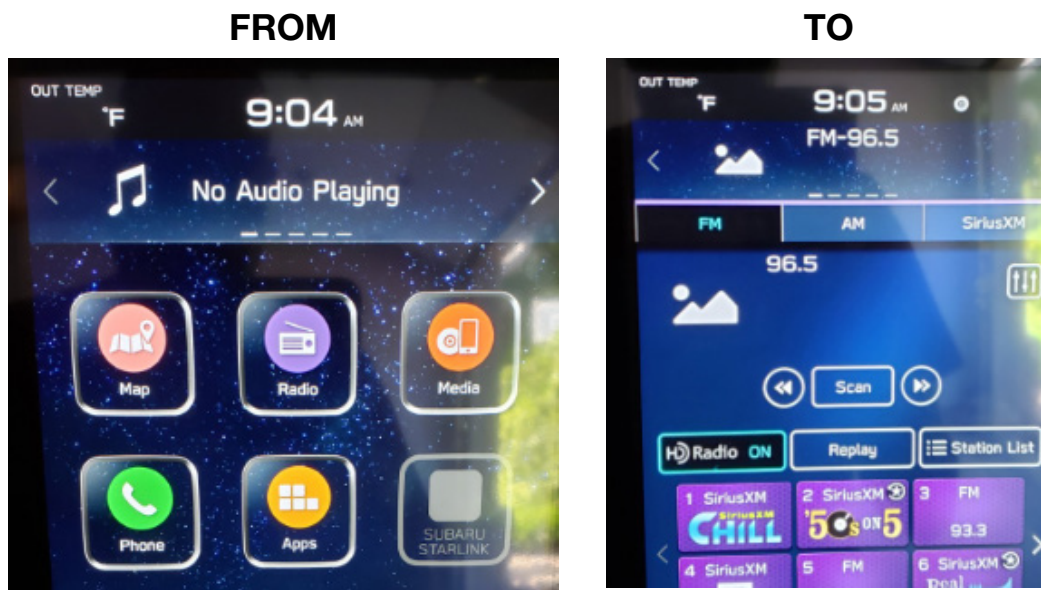 FROM
OUT TEMP
°F
9:04 AM
No Audio Playing
Map
Radio
Media
Phone
Apps
SUBARU
STARLINK
TO
OUT TEMP
°F
9:05 AM
FM-96.5
FM
AM
SiriusXM
96.5
Scan
HD Radio ON
Replay
Station List
1 SiriusXM
SiriusXM
CHILL
2 SiriusXM
'50s ON 5
3 FM
93.3
4 SiriusXM
5 FM
6 SiriusXM
Real